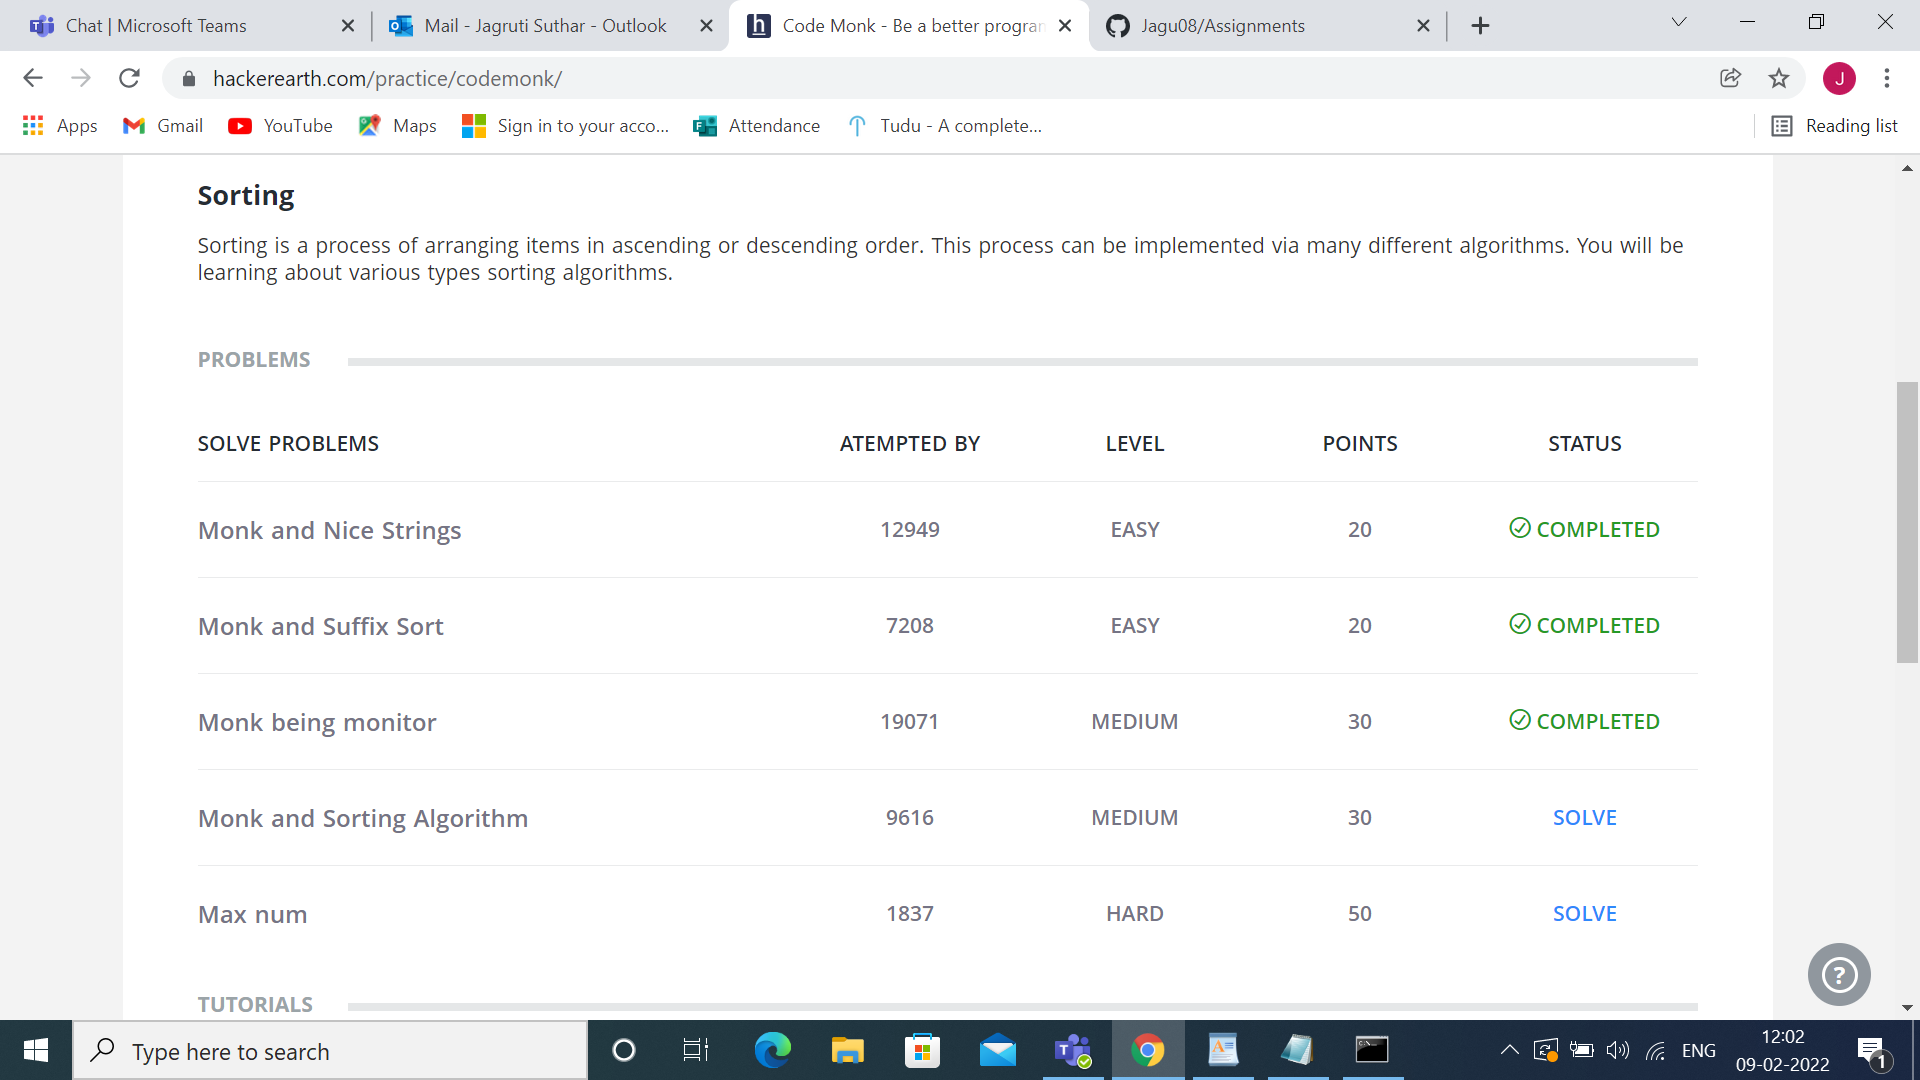 Chat | Microsoft Teams
Mail - Jagruti Suthar - Outlook
Code Monk - Be a better progran
Jagu08/Assignments
hackerearth.com/practice/codemonk/
J
Apps
Gmail
YouTube
Maps
Sign in to your acco...
Attendance
Tudu - A complete...
Reading list
Sorting
Sorting is a process of arranging items in ascending or descending order. This process can be implemented via many different algorithms. You will be
learning about various types sorting algorithms.
PROBLEMS
SOLVE PROBLEMS ATEMPTED BY LEVEL POINTS STATUS
Monk and Nice Strings 12949 EASY 20 COMPLETED
Monk and Suffix Sort 7208 EASY 20 COMPLETED
Monk being monitor 19071 MEDIUM 30 COMPLETED
Monk and Sorting Algorithm 9616 MEDIUM 30 SOLVE
Max num 1837 HARD 50 SOLVE
?
TUTORIALS
Type here to search
ENG
12:02
09-02-2022
1